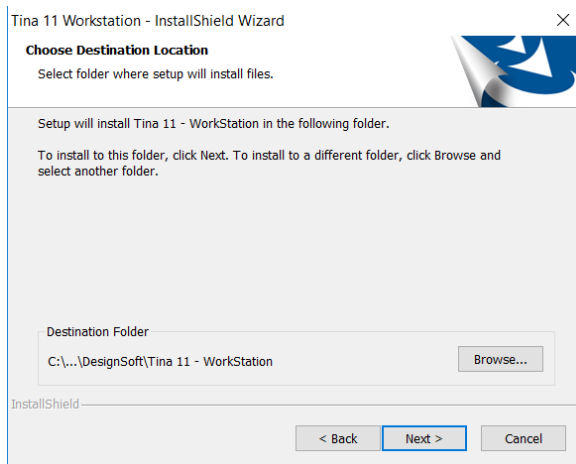 Tina 11 Workstation - InstallShield Wizard
Choose Destination Location
Select folder where setup will install files.
Setup will install Tina 11 - WorkStation in the following folder.
To install to this folder, click Next. To install to a different folder, click Browse and
select another folder.
Destination Folder
C:\...\DesignSoft\Tina 11 - WorkStation
Browse...
InstallShield
< Back
Next >
Cancel